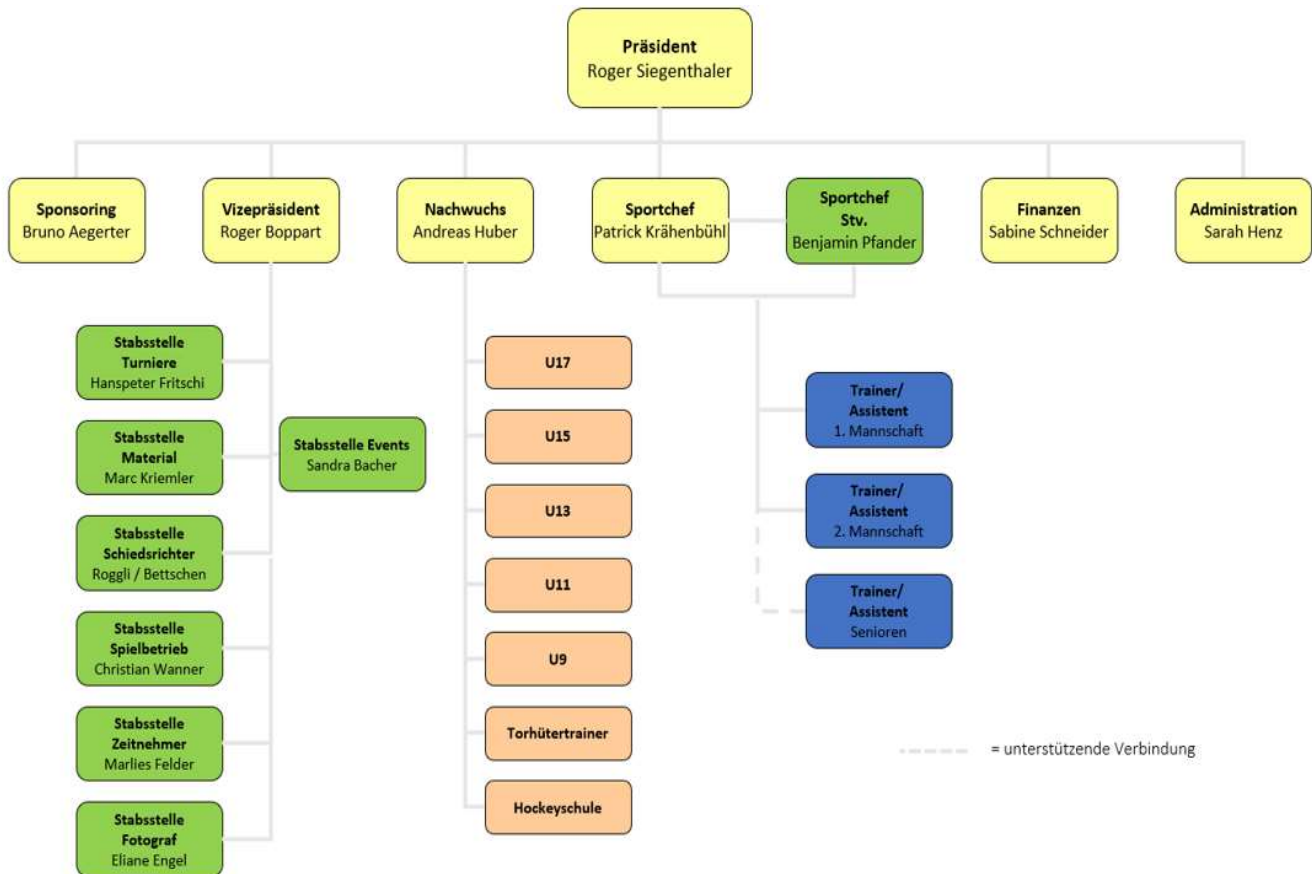 Präsident
Roger Siegenthaler
Sponsoring
Bruno Aegerter
Vizepräsident
Roger Boppart
Nachwuchs
Andreas Huber
Sportchef
Patrick Krähenbühl
Sportchef
Stv.
Benjamin Pfander
Finanzen
Sabine Schneider
Administration
Sarah Henz
Stabsstelle
Turniere
Hanspeter Fritschi
Stabsstelle
Material
Marc Kriemler
Stabsstelle
Schiedsrichter
Roggli / Bettschen
Stabsstelle
Spielbetrieb
Christian Wanner
Stabsstelle
Zeitnehmer
Marlies Felder
Stabsstelle
Fotograf
Eliane Engel
Stabsstelle Events
Sandra Bacher
U17
U15
U13
U11
U9
Torhütertrainer
Hockeyschule
Trainer/
Assistent
1. Mannschaft
Trainer/
Assistent
2. Mannschaft
Trainer/
Assistent
Senioren
= unterstützende Verbindung